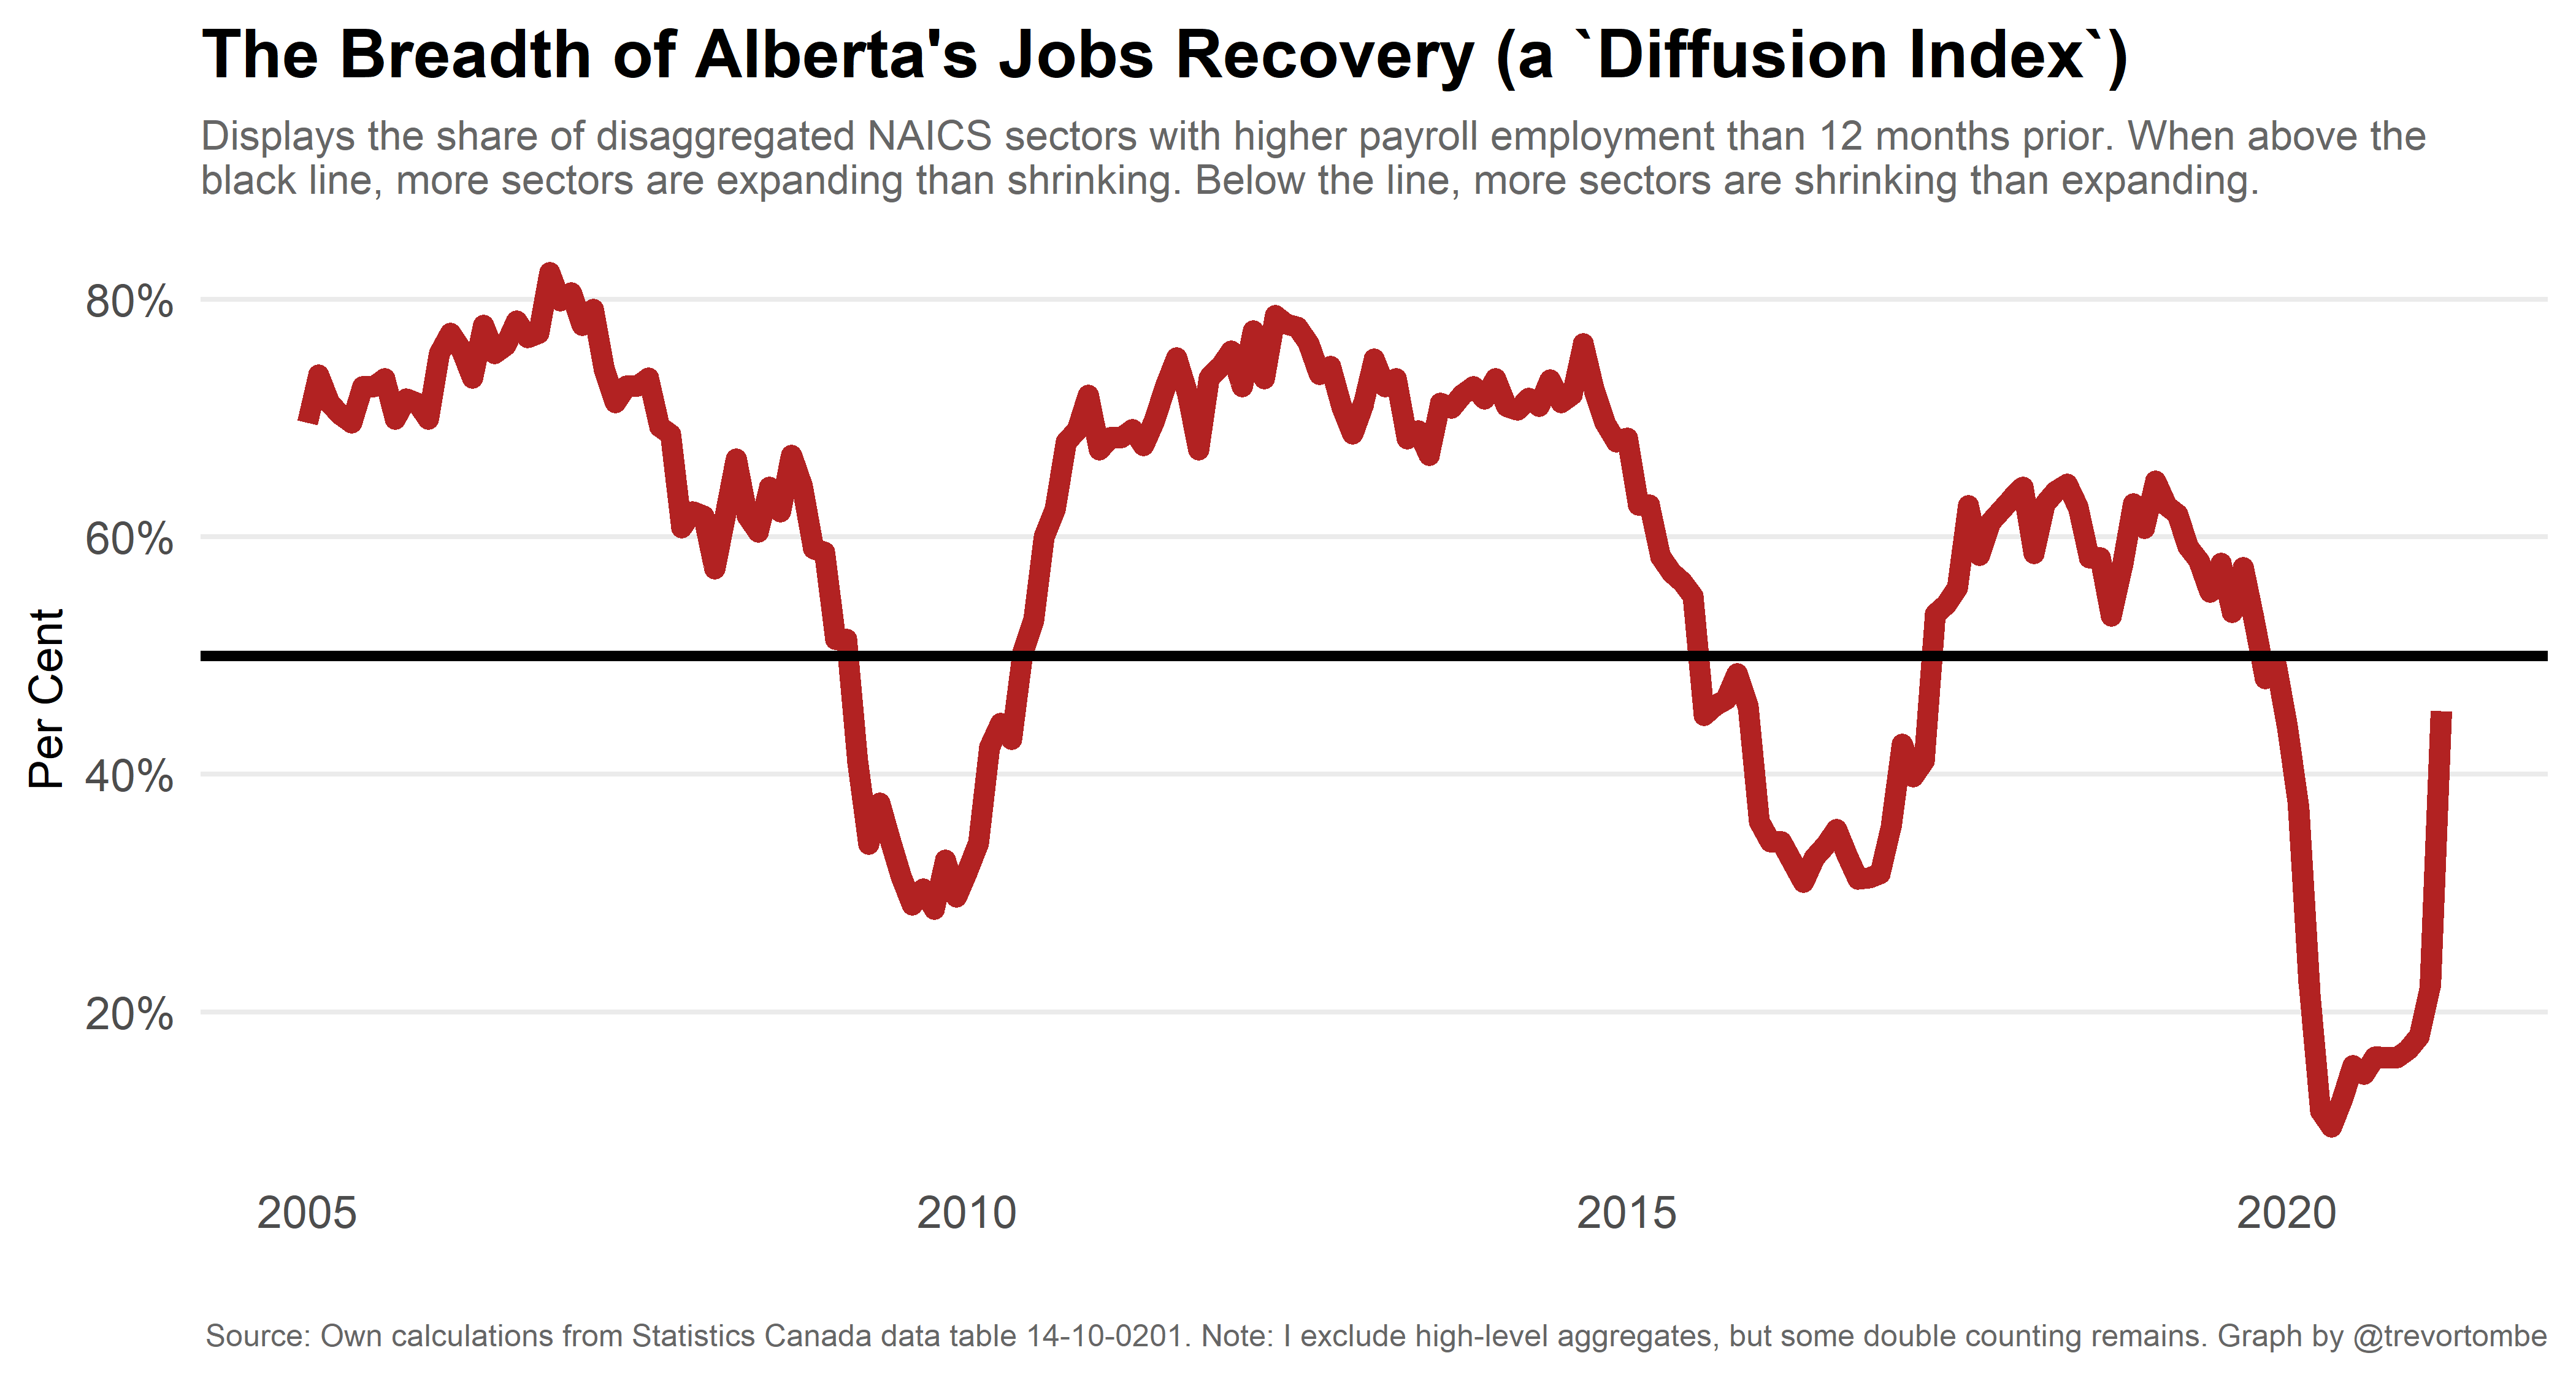 The Breadth of Alberta's Jobs Recovery (a `Diffusion Index`)
Displays the share of disaggregated NAICS sectors with higher payroll employment than 12 months prior. When above the
black line, more sectors are expanding than shrinking. Below the line, more sectors are shrinking than expanding.
Per Cent
80%
60%
40%
20%
2005
2010
2015
2020
Source: Own calculations from Statistics Canada data table 14-10-0201. Note: I exclude high-level aggregates, but some double counting remains. Graph by @trevortombe